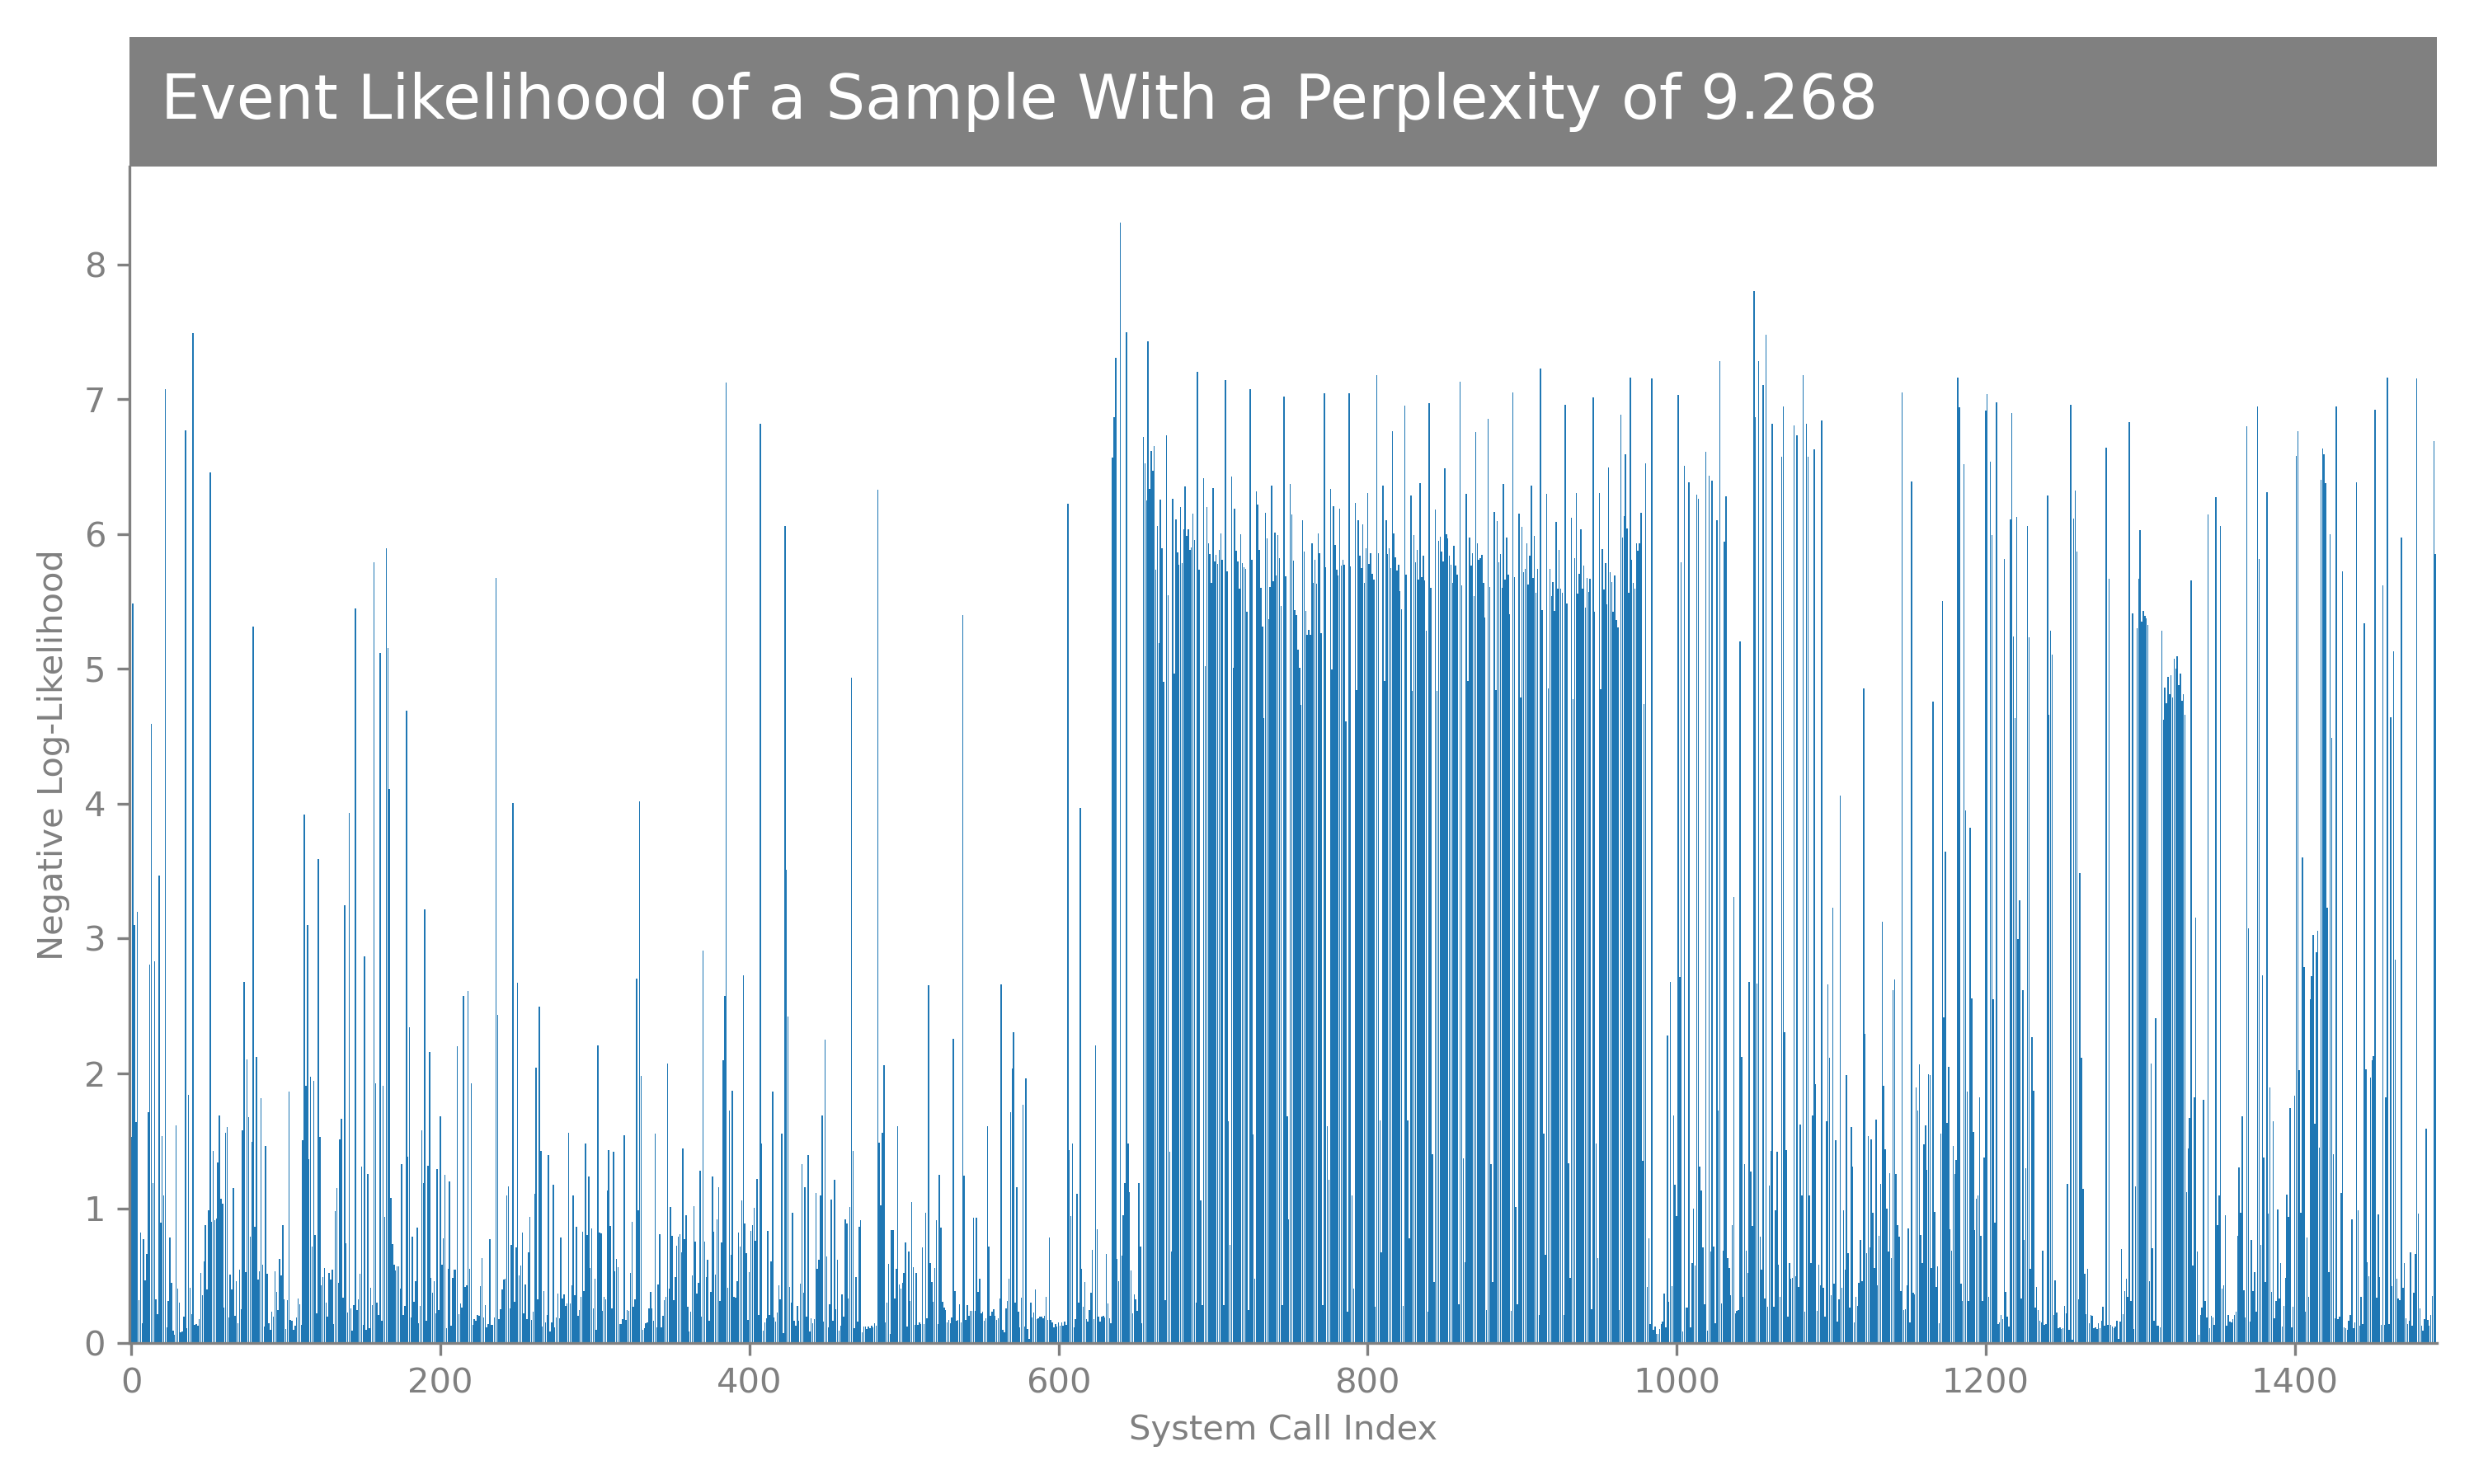 Event Likelihood of a Sample With a Perplexity of 9.268
8
7
6
5
4
3
2
1
0
Negative Log-Likelihood
0 200 400 600 800 1000 1200 1400
System Call Index